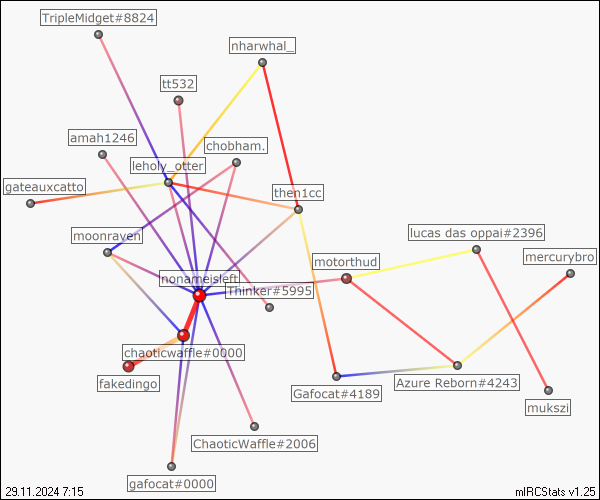 TripleMidget#8824
nharwhal_
tt532
amah1246
chobham.
leholy_otter
gateauxcatto
then1cc
moonraven
lucas das oppai#2396
motorthud
mercurybro
nonameisleft
Thinker#5995
chaoticwaffle#0000
fakedingo
Gafocat#4189
Azure Reborn#4243
mukszi
ChaoticWaffle#2006
gafocat#0000
29.11.2024 7:15
mIRCStats v1.25